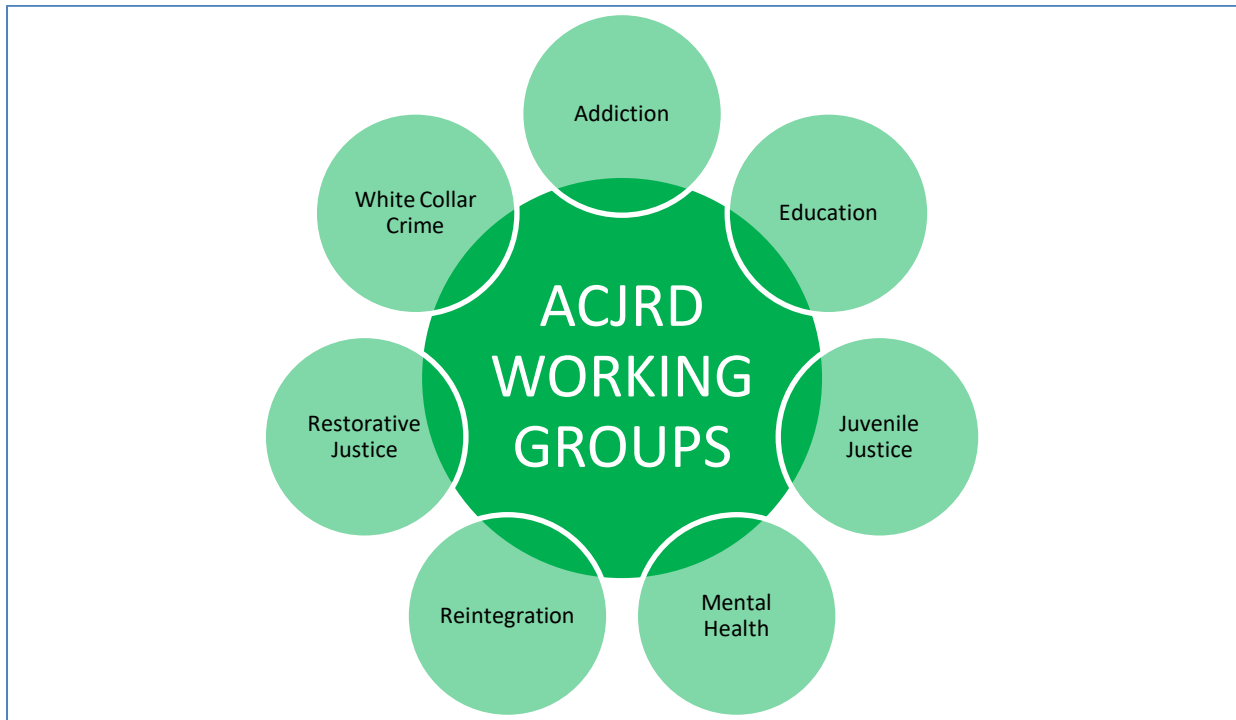 Addiction
Education
Juvenile
Justice
Mental
Health
Reintegration
Restorative
Justice
White Collar
Crime
ACJRD
WORKING
GROUPS